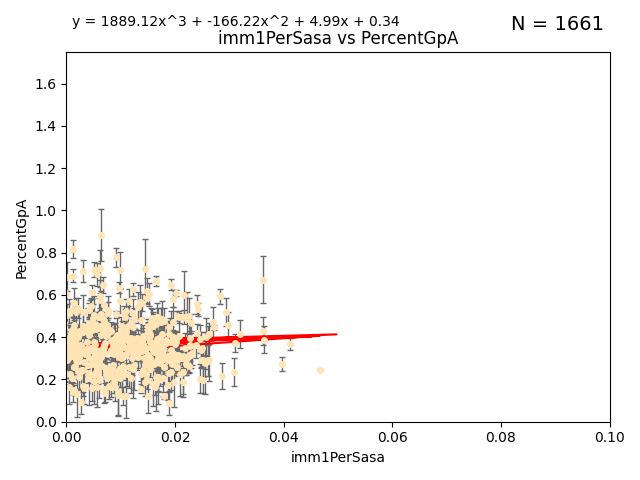 y = 1889.12x^3 + -166.22x^2 + 4.99x + 0.34
N = 1661
imm1PerSasa vs PercentGpA
PercentGpA
1.6
1.4
1.2
1.0
0.8
0.6
0.4
0.2
0.0
0.00 0.02 0.04 0.06 0.08 0.10
imm1PerSasa